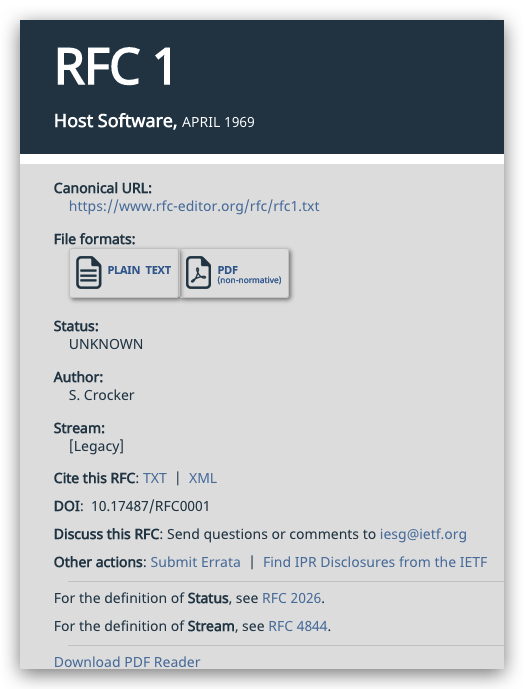 RFC 1
Host Software, APRIL 1969
Canonical URL:
https://www.rfc-editor.org/rfc/rfc1.txt
File formats:
PLAIN TEXT PDF
(non-normative)
Status:
UNKNOWN
Author:
S. Crocker
Stream:
[Legacy]
Cite this RFC: TXT | XML
DOI: 10.17487/RFC0001
Discuss this RFC: Send questions or comments to iesg@ietf.org
Other actions: Submit Errata | Find IPR Disclosures from the IETF
For the definition of Status, see RFC 2026.
For the definition of Stream, see RFC 4844.
Download PDF Reader